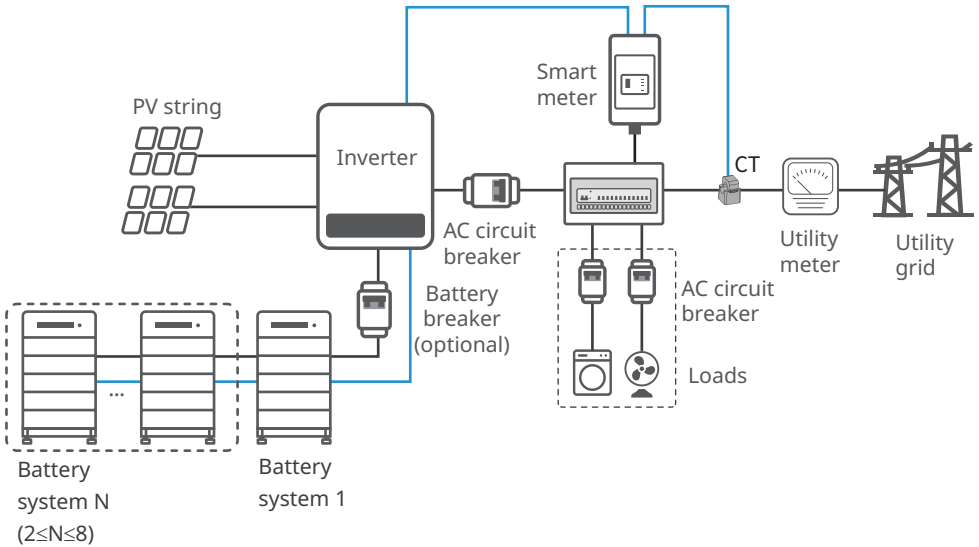 Smart
meter
PV string
Inverter
CT
AC circuit
breaker
Utility
meter
Utility
grid
Battery
breaker
(optional)
AC circuit
breaker
Loads
...
Battery
system N
(2≤N≤8)
Battery
system 1